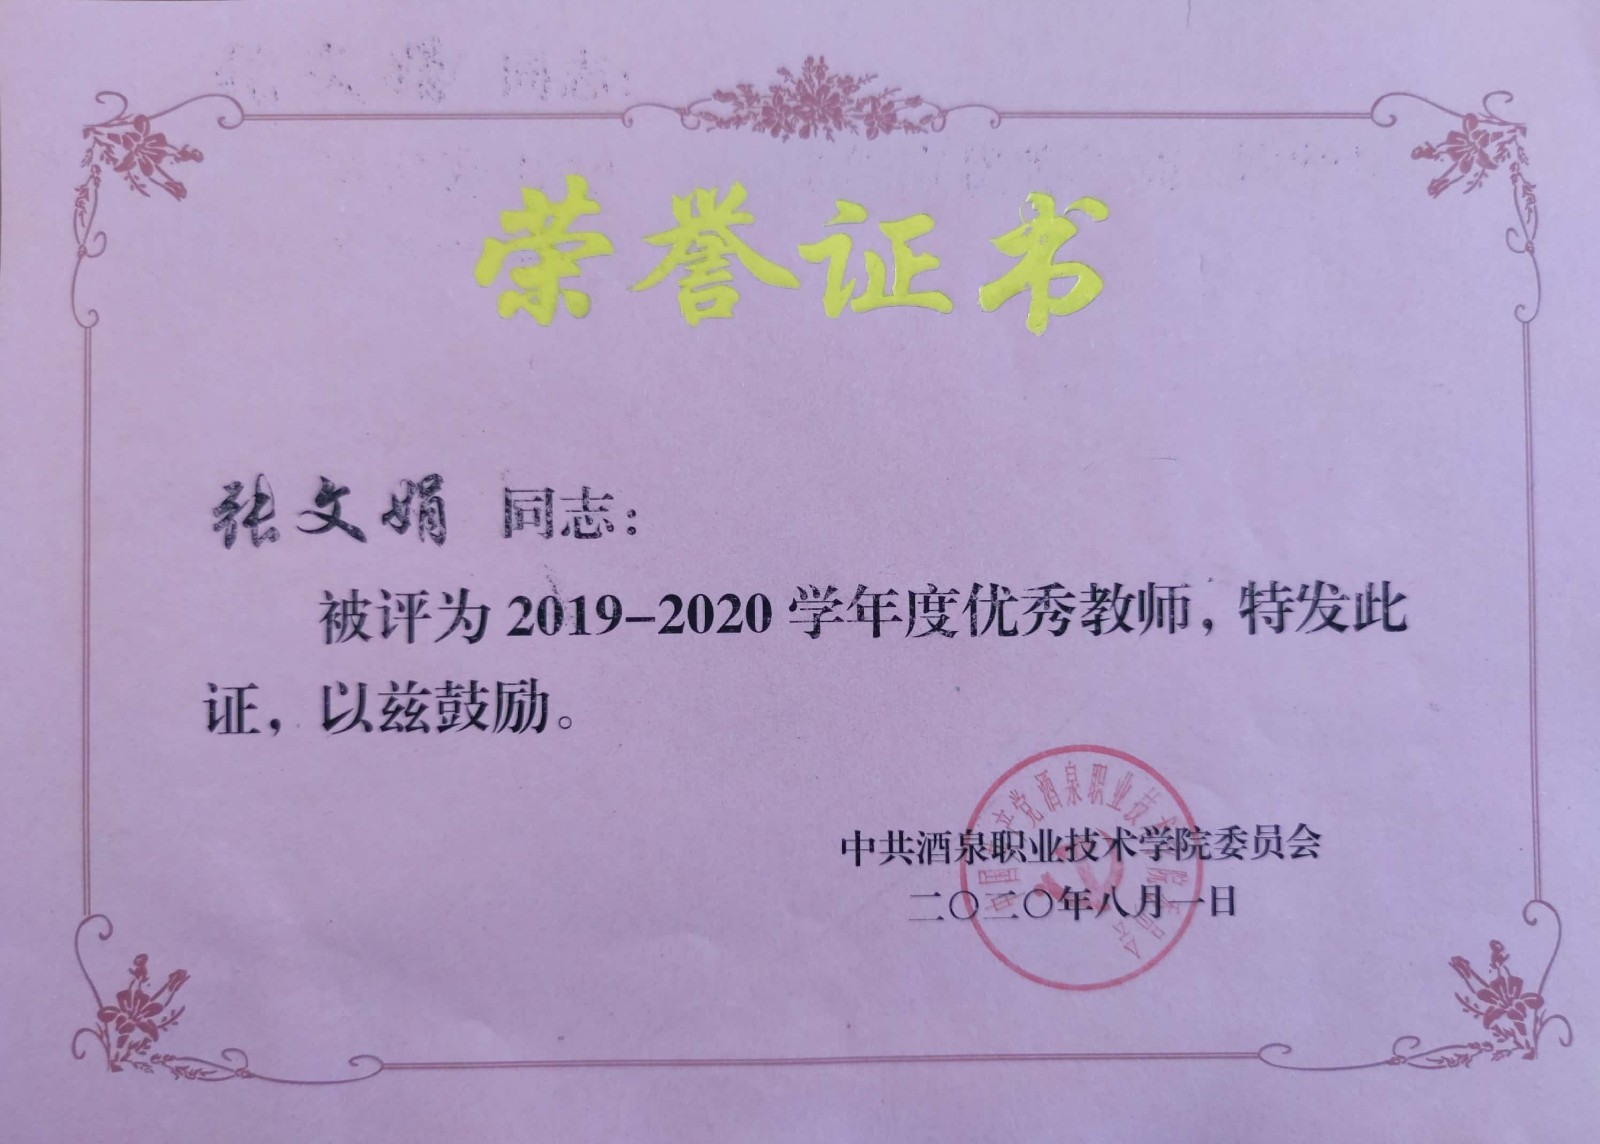 荣誉证书
张文娟 同志：
被评为2019-2020学年度优秀教师，特发此
证，以兹鼓励。
中共酒泉职业技术学院委员会
二〇二〇年八月一日